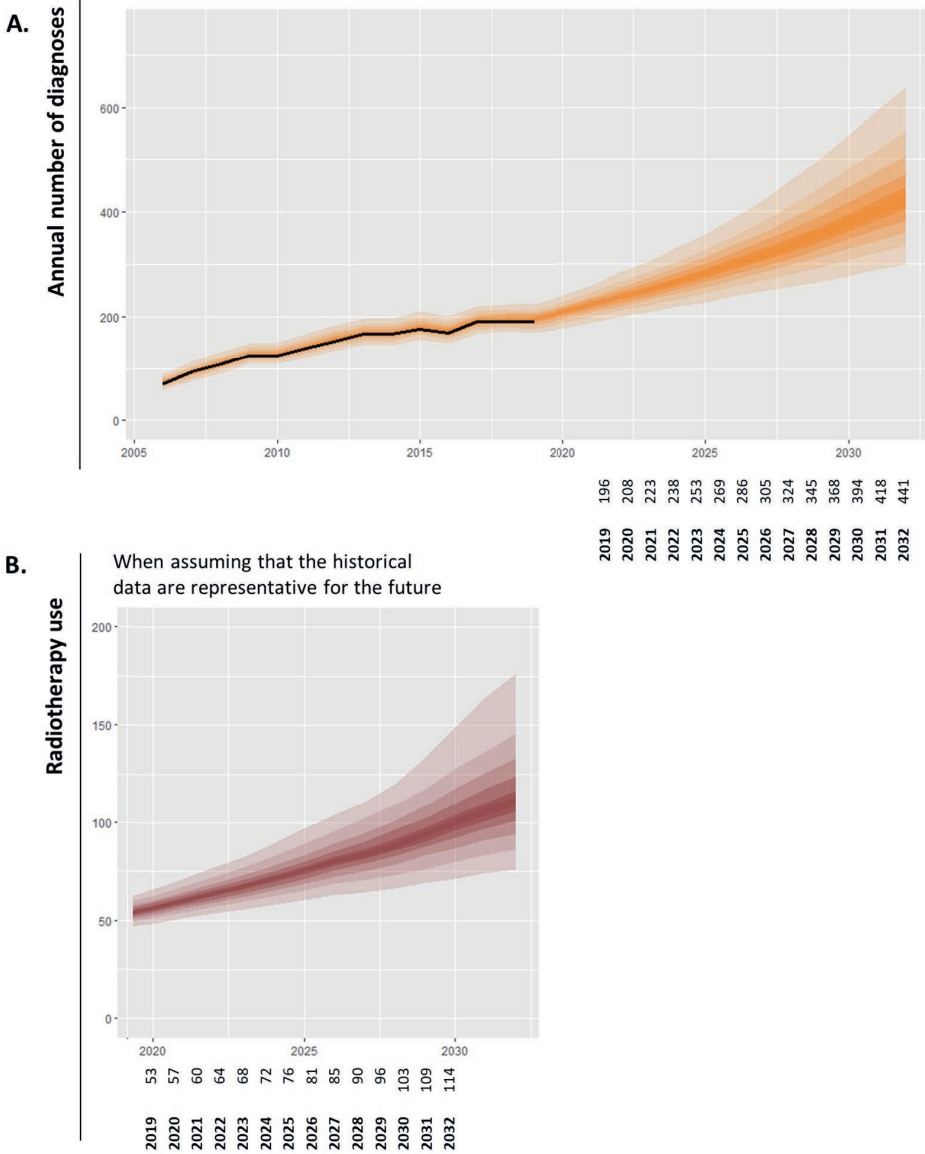 A.
Annual number of diagnoses
600
400
200
0
2005 2010 2015 2020 2025 2030
196 208 223 238 253 269 286 305 324 345 368 394 418 441
2019 2020 2021 2022 2023 2024 2025 2026 2027 2028 2029 2030 2031 2032
B.
When assuming that the historical
data are representative for the future
Radiotherapy use
200
150
100
50
0
2020 2025 2030
53 57 60 64 68 72 76 81 85 90 96 103 109 114
2019 2020 2021 2022 2023 2024 2025 2026 2027 2028 2029 2030 2031 2032